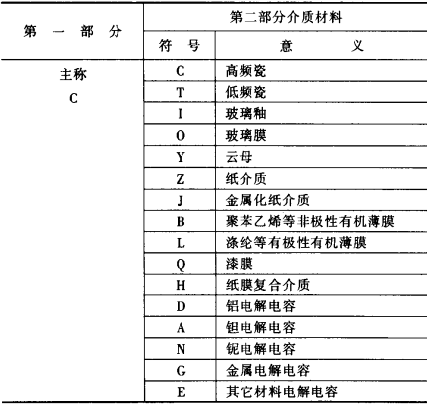 第一部分 第二部分介质材料
符号 意义
主称 C 高频瓷
C T 低频瓷
I 玻璃釉
O 玻璃膜
Y 云母
Z 纸介质
J 金属化纸介质
B 聚苯乙烯等非极性有机薄膜
L 涤纶等有极性有机薄膜
Q 漆膜
H 纸膜复合介质
D 铝电解电容
A 钽电解电容
N 铌电解电容
G 金属电解电容
E 其它材料电解电容